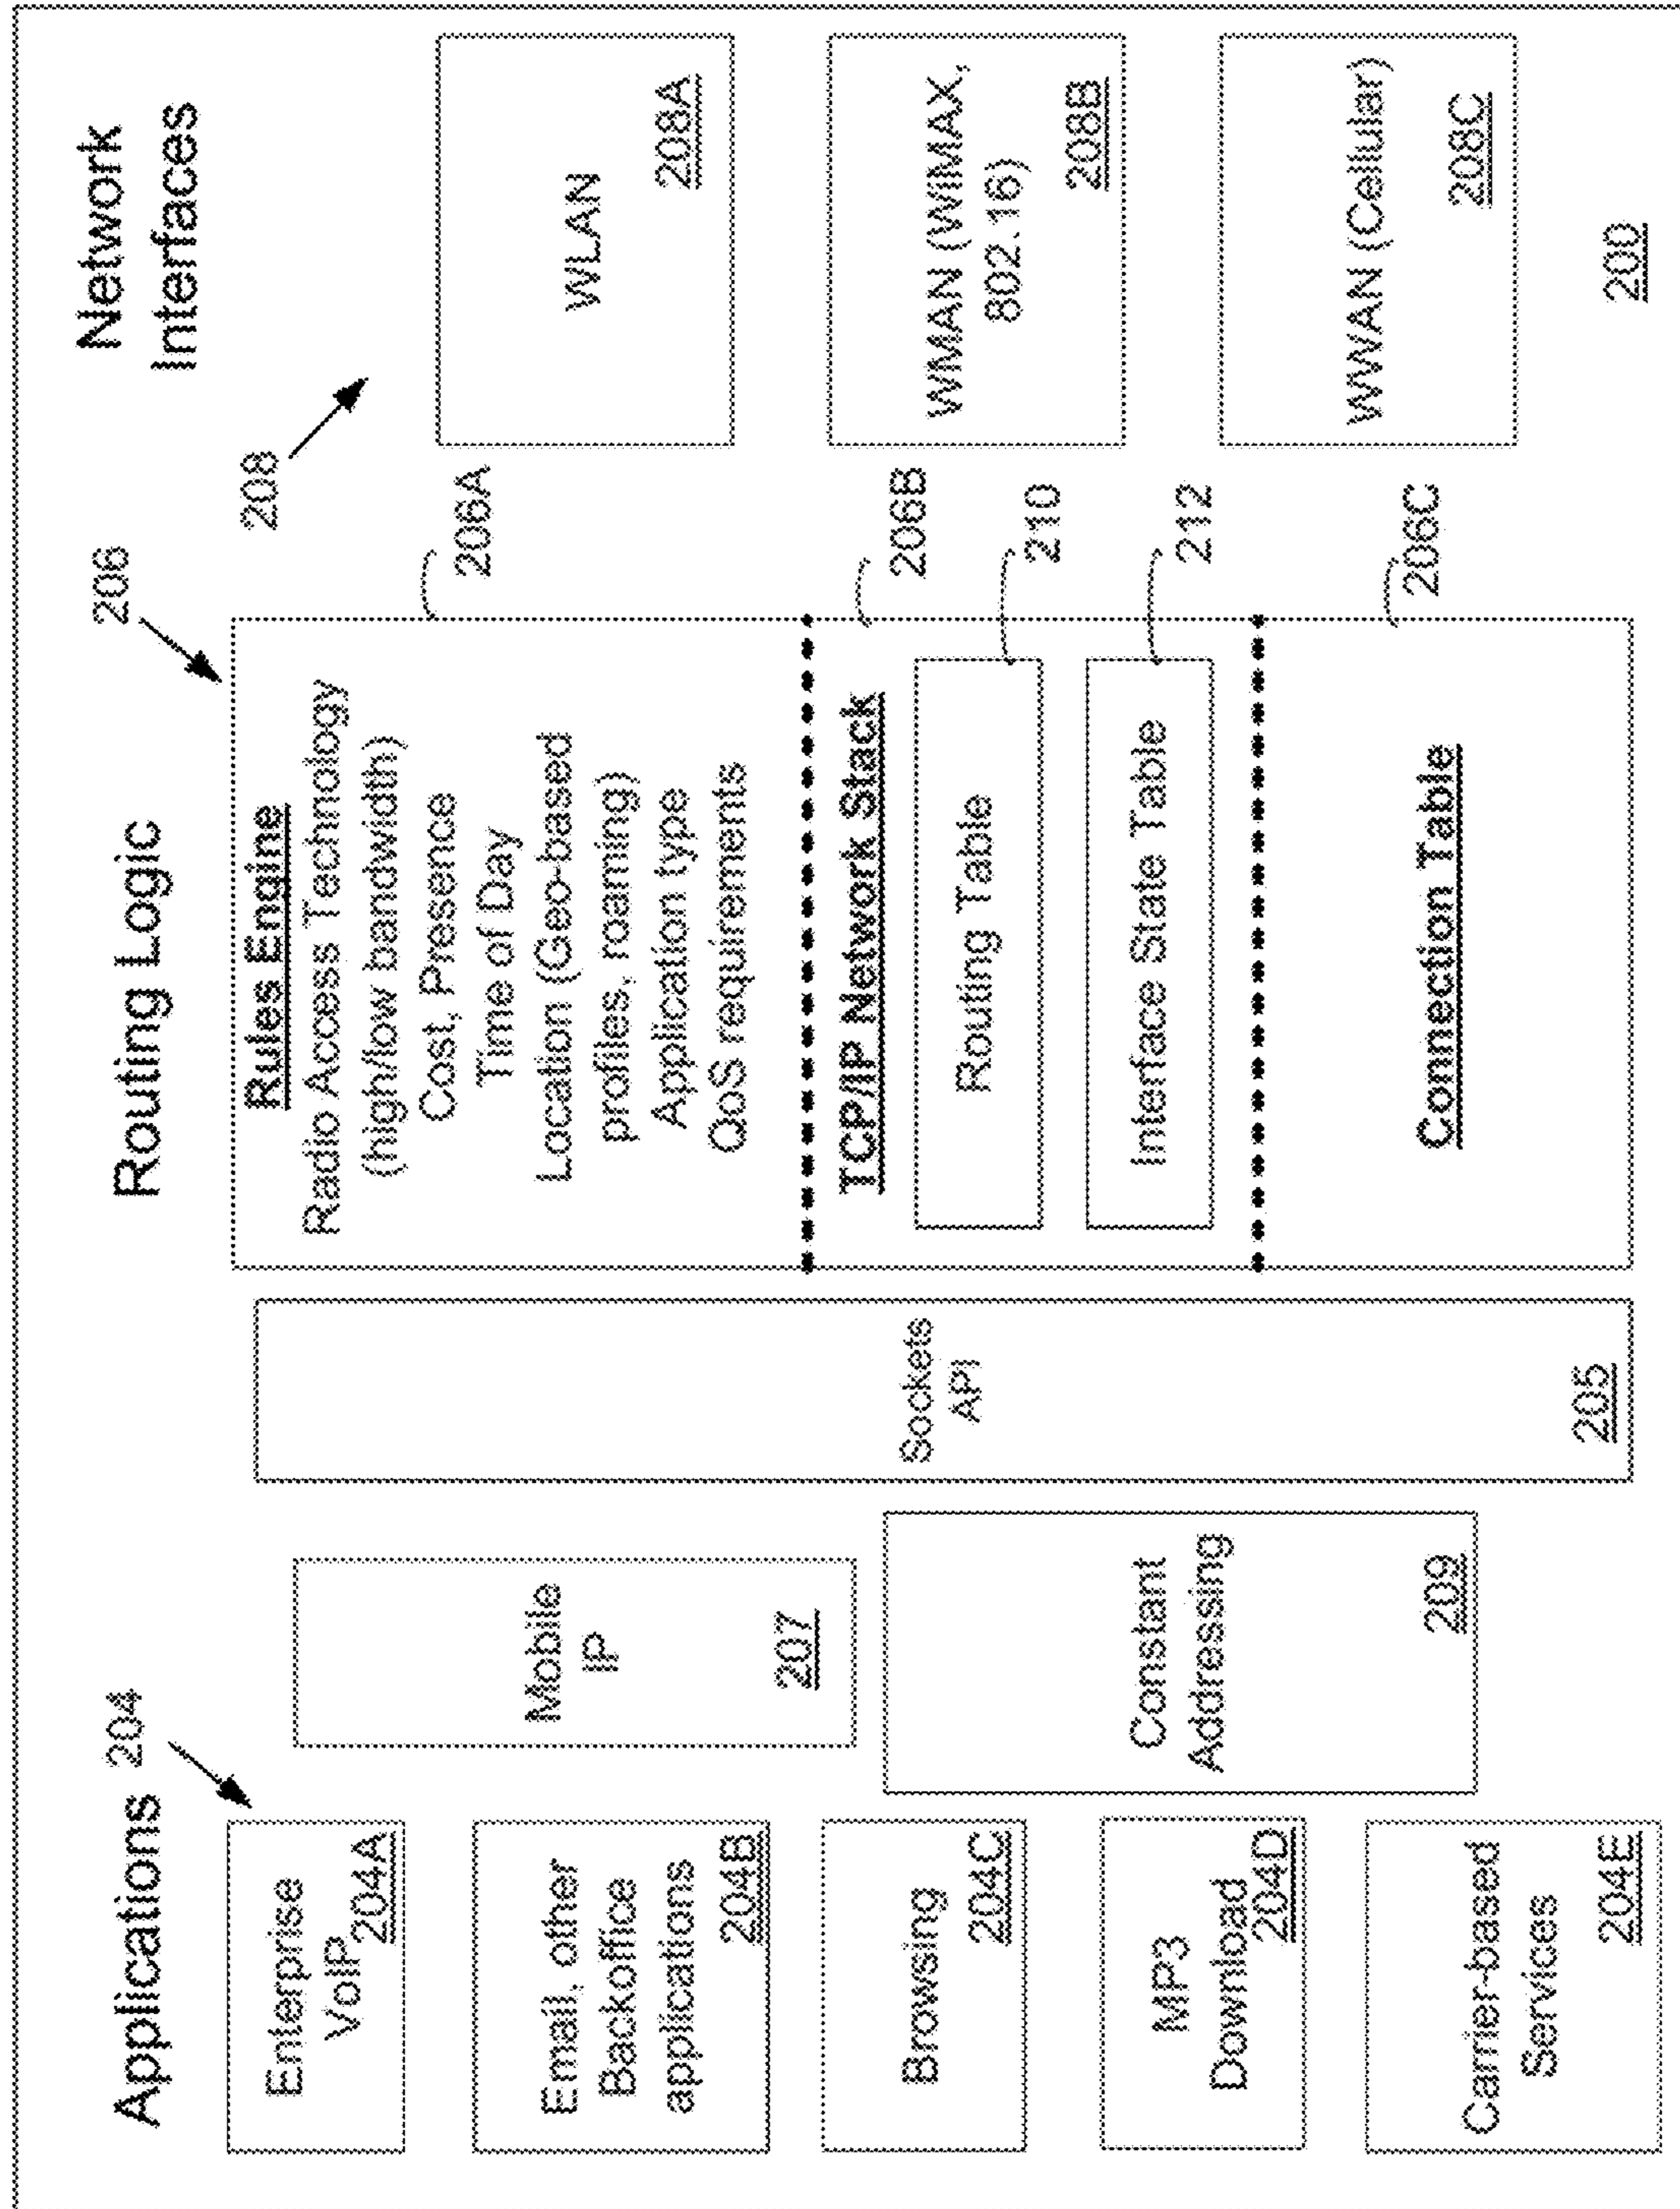 Applications
204
Enterprise
VoIP
204A
Email, other
Backoffice
applications
204B
Browsing
204C
MP3
Download
204D
Carrier-based
Services
204E
Mobile
IP
207
Constant
Addressing
209
Sockets
API
205
Routing Logic
206
Rules Engine
Radio Access Technology
(high/low bandwidth)
Cost, Presence
Time of Day
Location (Geo-based
profiles, roaming)
Application type
QoS requirements
206A
TCP/IP Network Stack
206B
Routing Table
210
Interface State Table
212
Connection Table
206C
Network
Interfaces
208
WLAN
208A
WMAN (WiMAX,
802.16)
208B
WWAN (Cellular)
208C
200